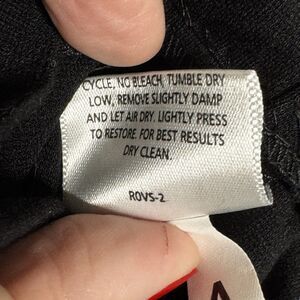 CYCLE, NO BLEACH, TUMBLE DRY
LOW, REMOVE SLIGHTLY DAMP
AND LET AIR DRY. LIGHTLY PRESS
TO RESTORE. FOR BEST RESULTS
DRY CLEAN.
ROVS-2